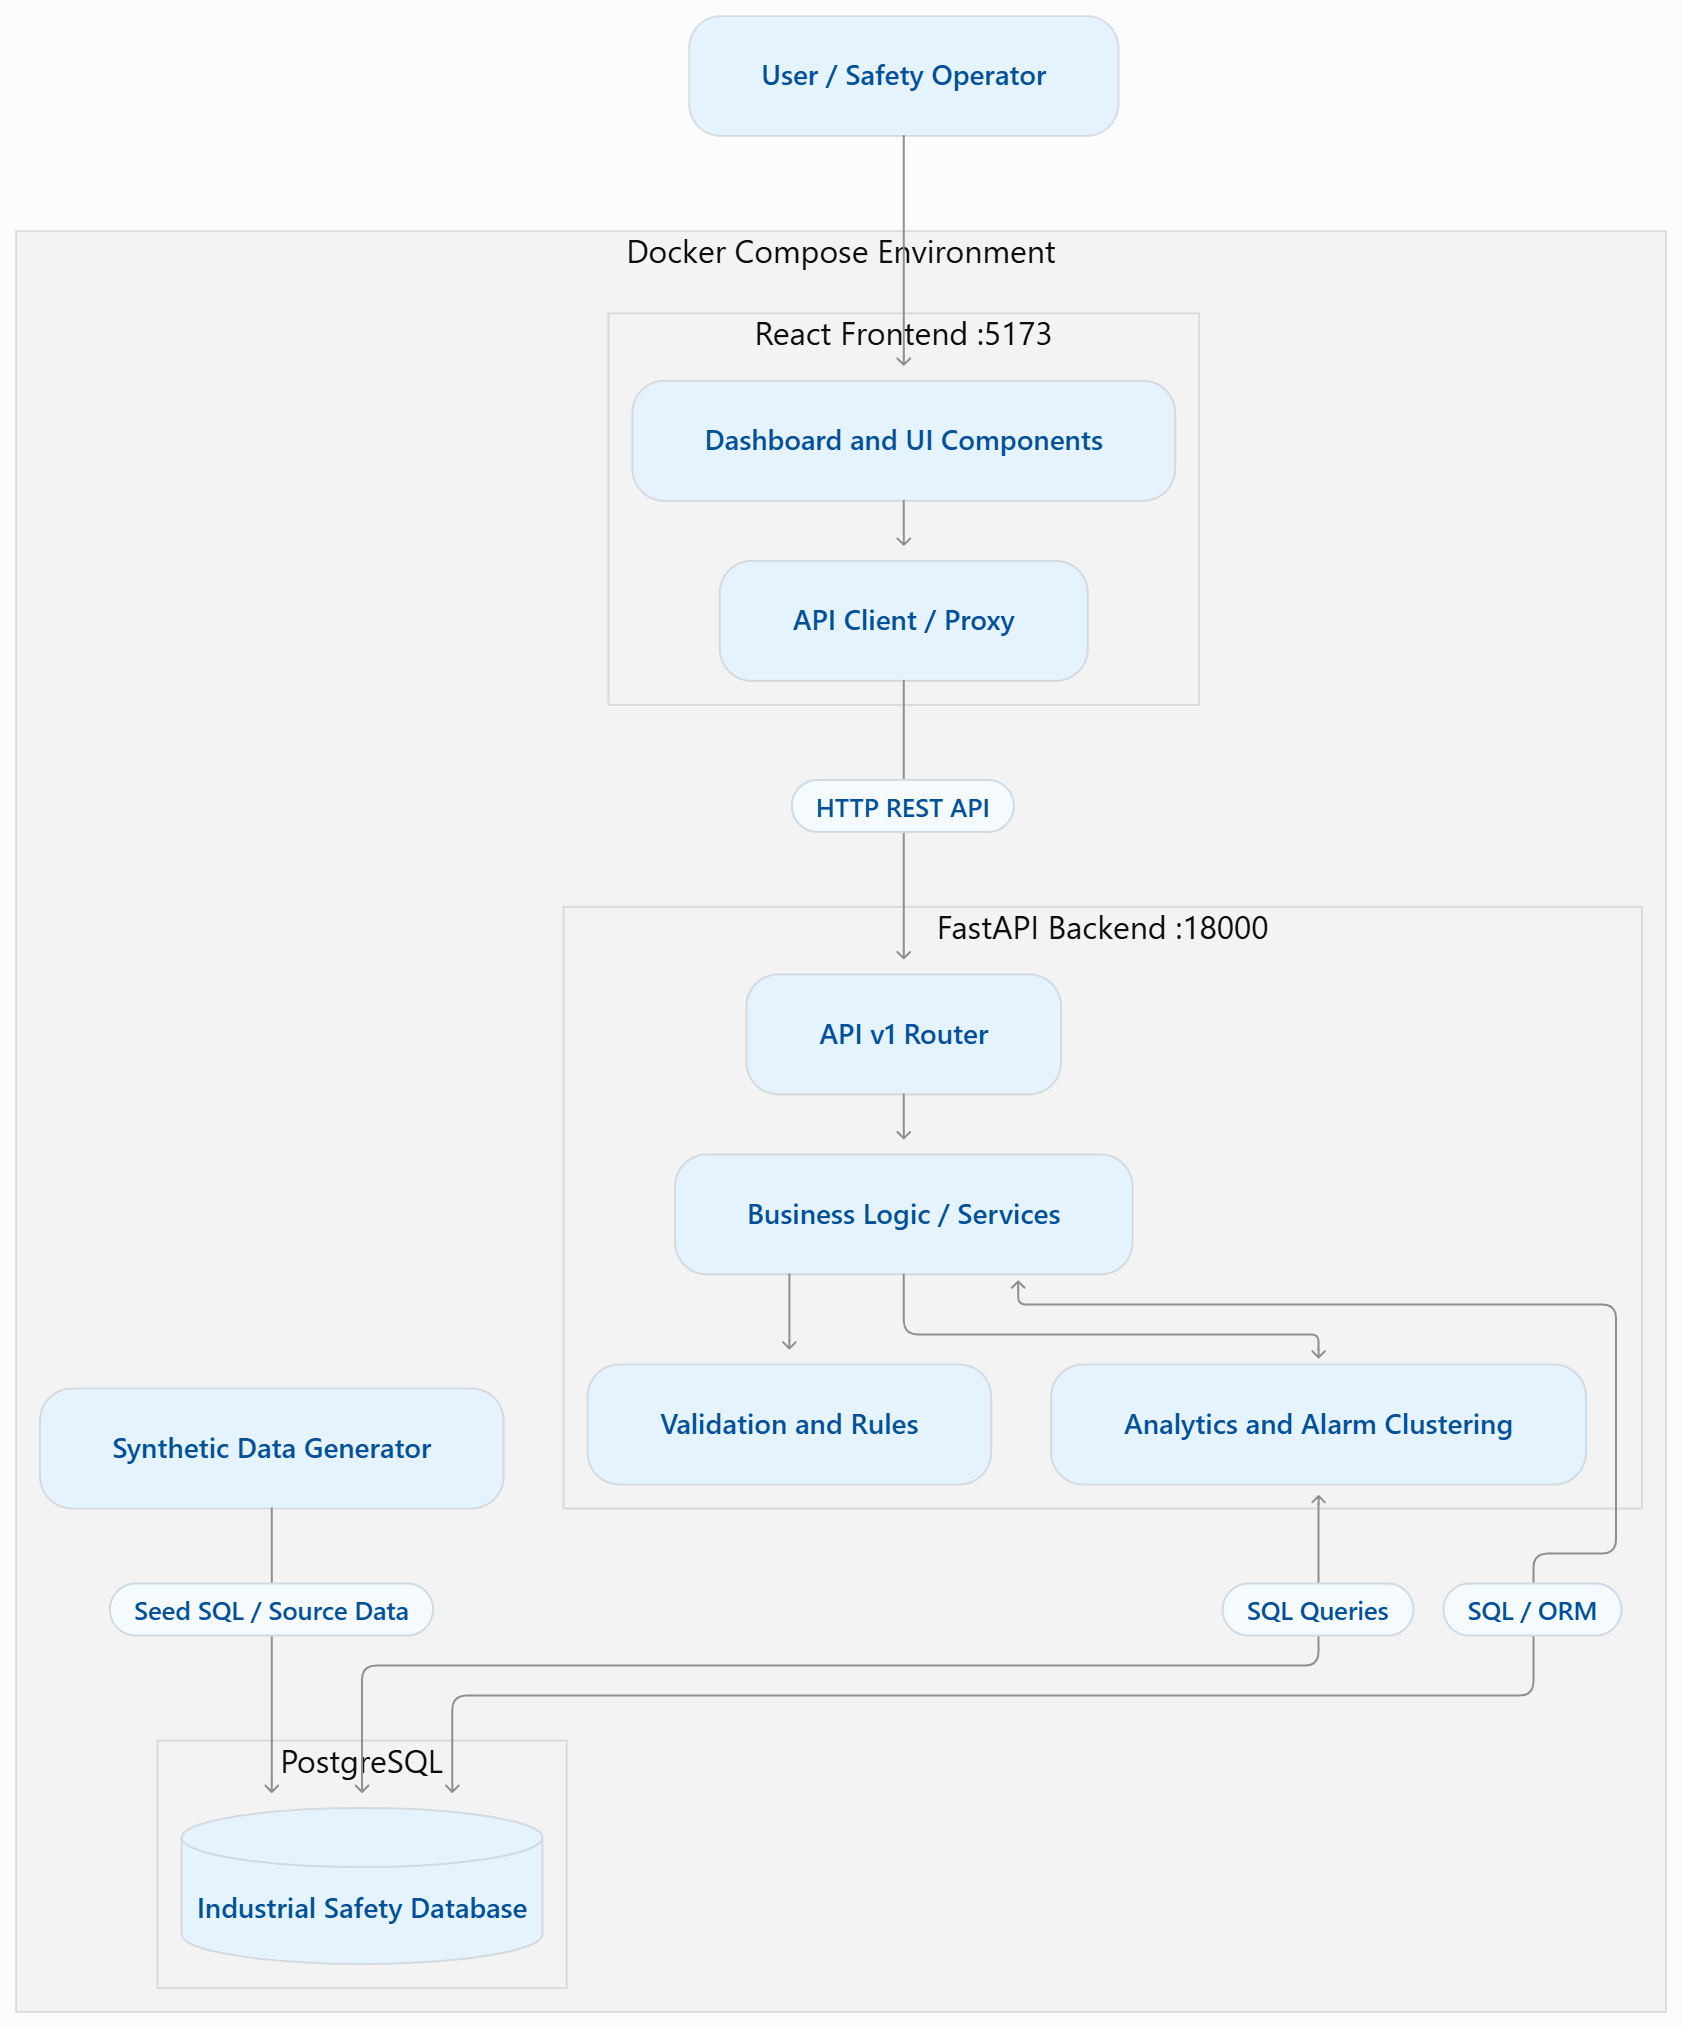 User / Safety Operator
Docker Compose Environment
React Frontend :5173
Dashboard and UI Components
API Client / Proxy
HTTP REST API
FastAPI Backend :18000
API v1 Router
Business Logic / Services
Validation and Rules
Analytics and Alarm Clustering
Synthetic Data Generator
Seed SQL / Source Data
SQL Queries
SQL / ORM
PostgreSQL
Industrial Safety Database